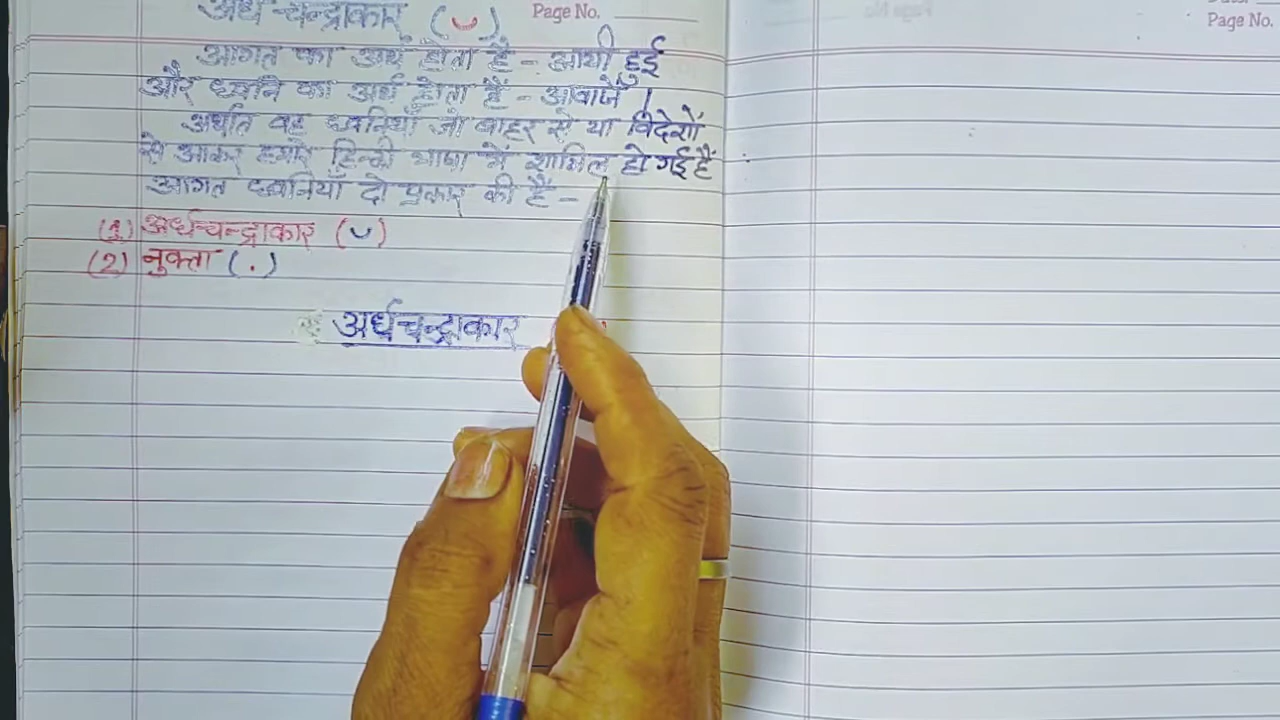 अर्ध चन्द्राकार (ں)
Page No.
Page No.
आगत का अर्थ होता है - आयी हुई
और ध्वनि का अर्थ होता हैं - आवाजें ।
अर्थात वह ध्वनियाँ जो बाहर से या विदेशों
से आकर हमारे हिन्दी भाषा में शामिल हो गई हैं
आगत ध्वनियाँ दो प्रकार की है -
(1) अर्धचन्द्राकार (ں)
(2) नुक्ता (.)
अर्धचन्द्राकार